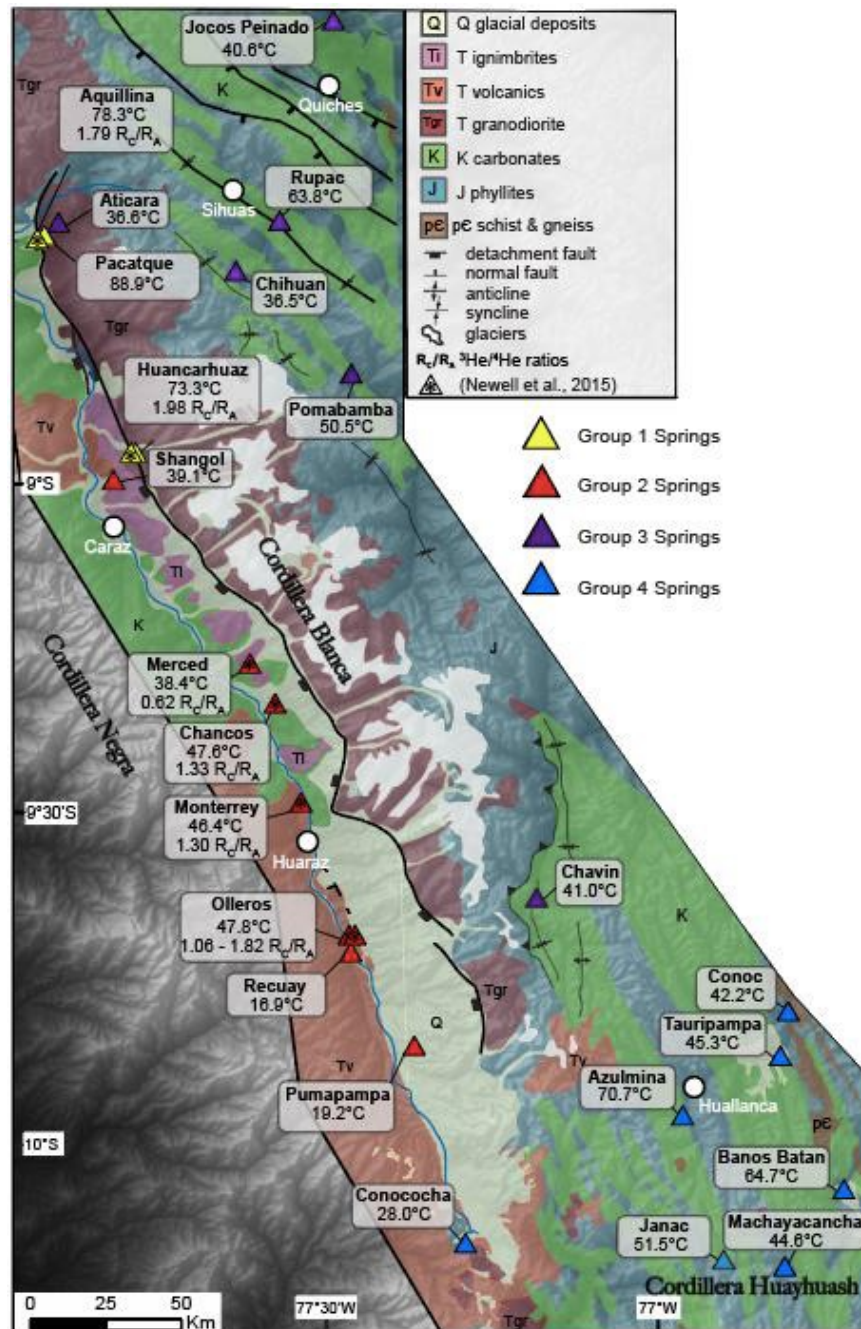 Jocos Peinado
40.6°C
Tgr
K
Quiches
Aquillina
78.3°C
1.79 Rc/RA
Sihuas
Rupac
63.8°C
Aticara
36.6°C
Pacatque
88.9°C
Chihuan
36.5°C
Tgr
Huancarhuaz
73.3°C
1.98 Rc/RA
Pomabamba
50.5°C
Tv
Shangol
39.1°C
9°S
Caraz
TI
K
Cordillera Blanca
Cordillera Negra
J
Merced
38.4°C
0.62 Rc/RA
Chancos
47.6°C
1.33 Rc/RA
TI
Monterrey
46.4°C
1.30 Rc/RA
9°30'S
Huaraz
Chavin
41.0°C
K
Olleros
47.8°C
1.06 - 1.82 Rc/RA
Recuay
16.9°C
Tgr
Q
Conoc
42.2°C
Tauripampa
45.3°C
Tv
Tv
Pumapampa
19.2°C
Azulmina
70.7°C
Huallanca
pЄ
10°S
Banos Batan
64.7°C
Conococha
28.0°C
Janac
51.5°C
Machayacancha
44.6°C
Cordillera Huayhuash
Tgr
0 25 50
Km
77°30'W
77°W
Q Q glacial deposits
Ti T ignimbrites
Tv T volcanics
Tgr T granodiorite
K K carbonates
J J phyllites
pЄ pЄ schist & gneiss
detachment fault
normal fault
anticline
syncline
glaciers
Rc/RA ³He/⁴He ratios
(Newell et al., 2015)
Group 1 Springs
Group 2 Springs
Group 3 Springs
Group 4 Springs